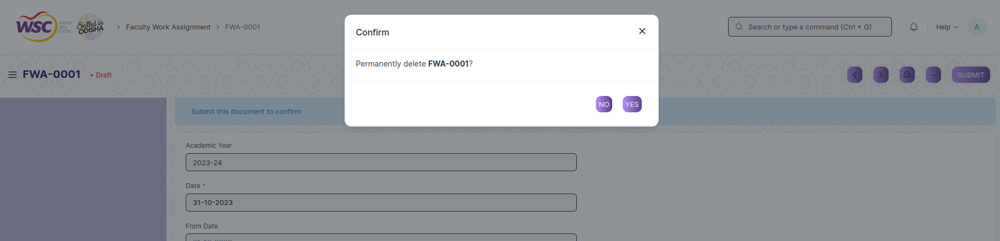 WSC WORLD SKILL CENTER
Skilled in ODISHA
Faculty Work Assignment
FWA-0001
Confirm
Search or type a command (Ctrl + G)
Help
A
Permanently delete FWA-0001?
FWA-0001
Draft
SUBMIT
NO
YES
Submit this document to confirm
Academic Year
2023-24
Date *
31-10-2023
From Date